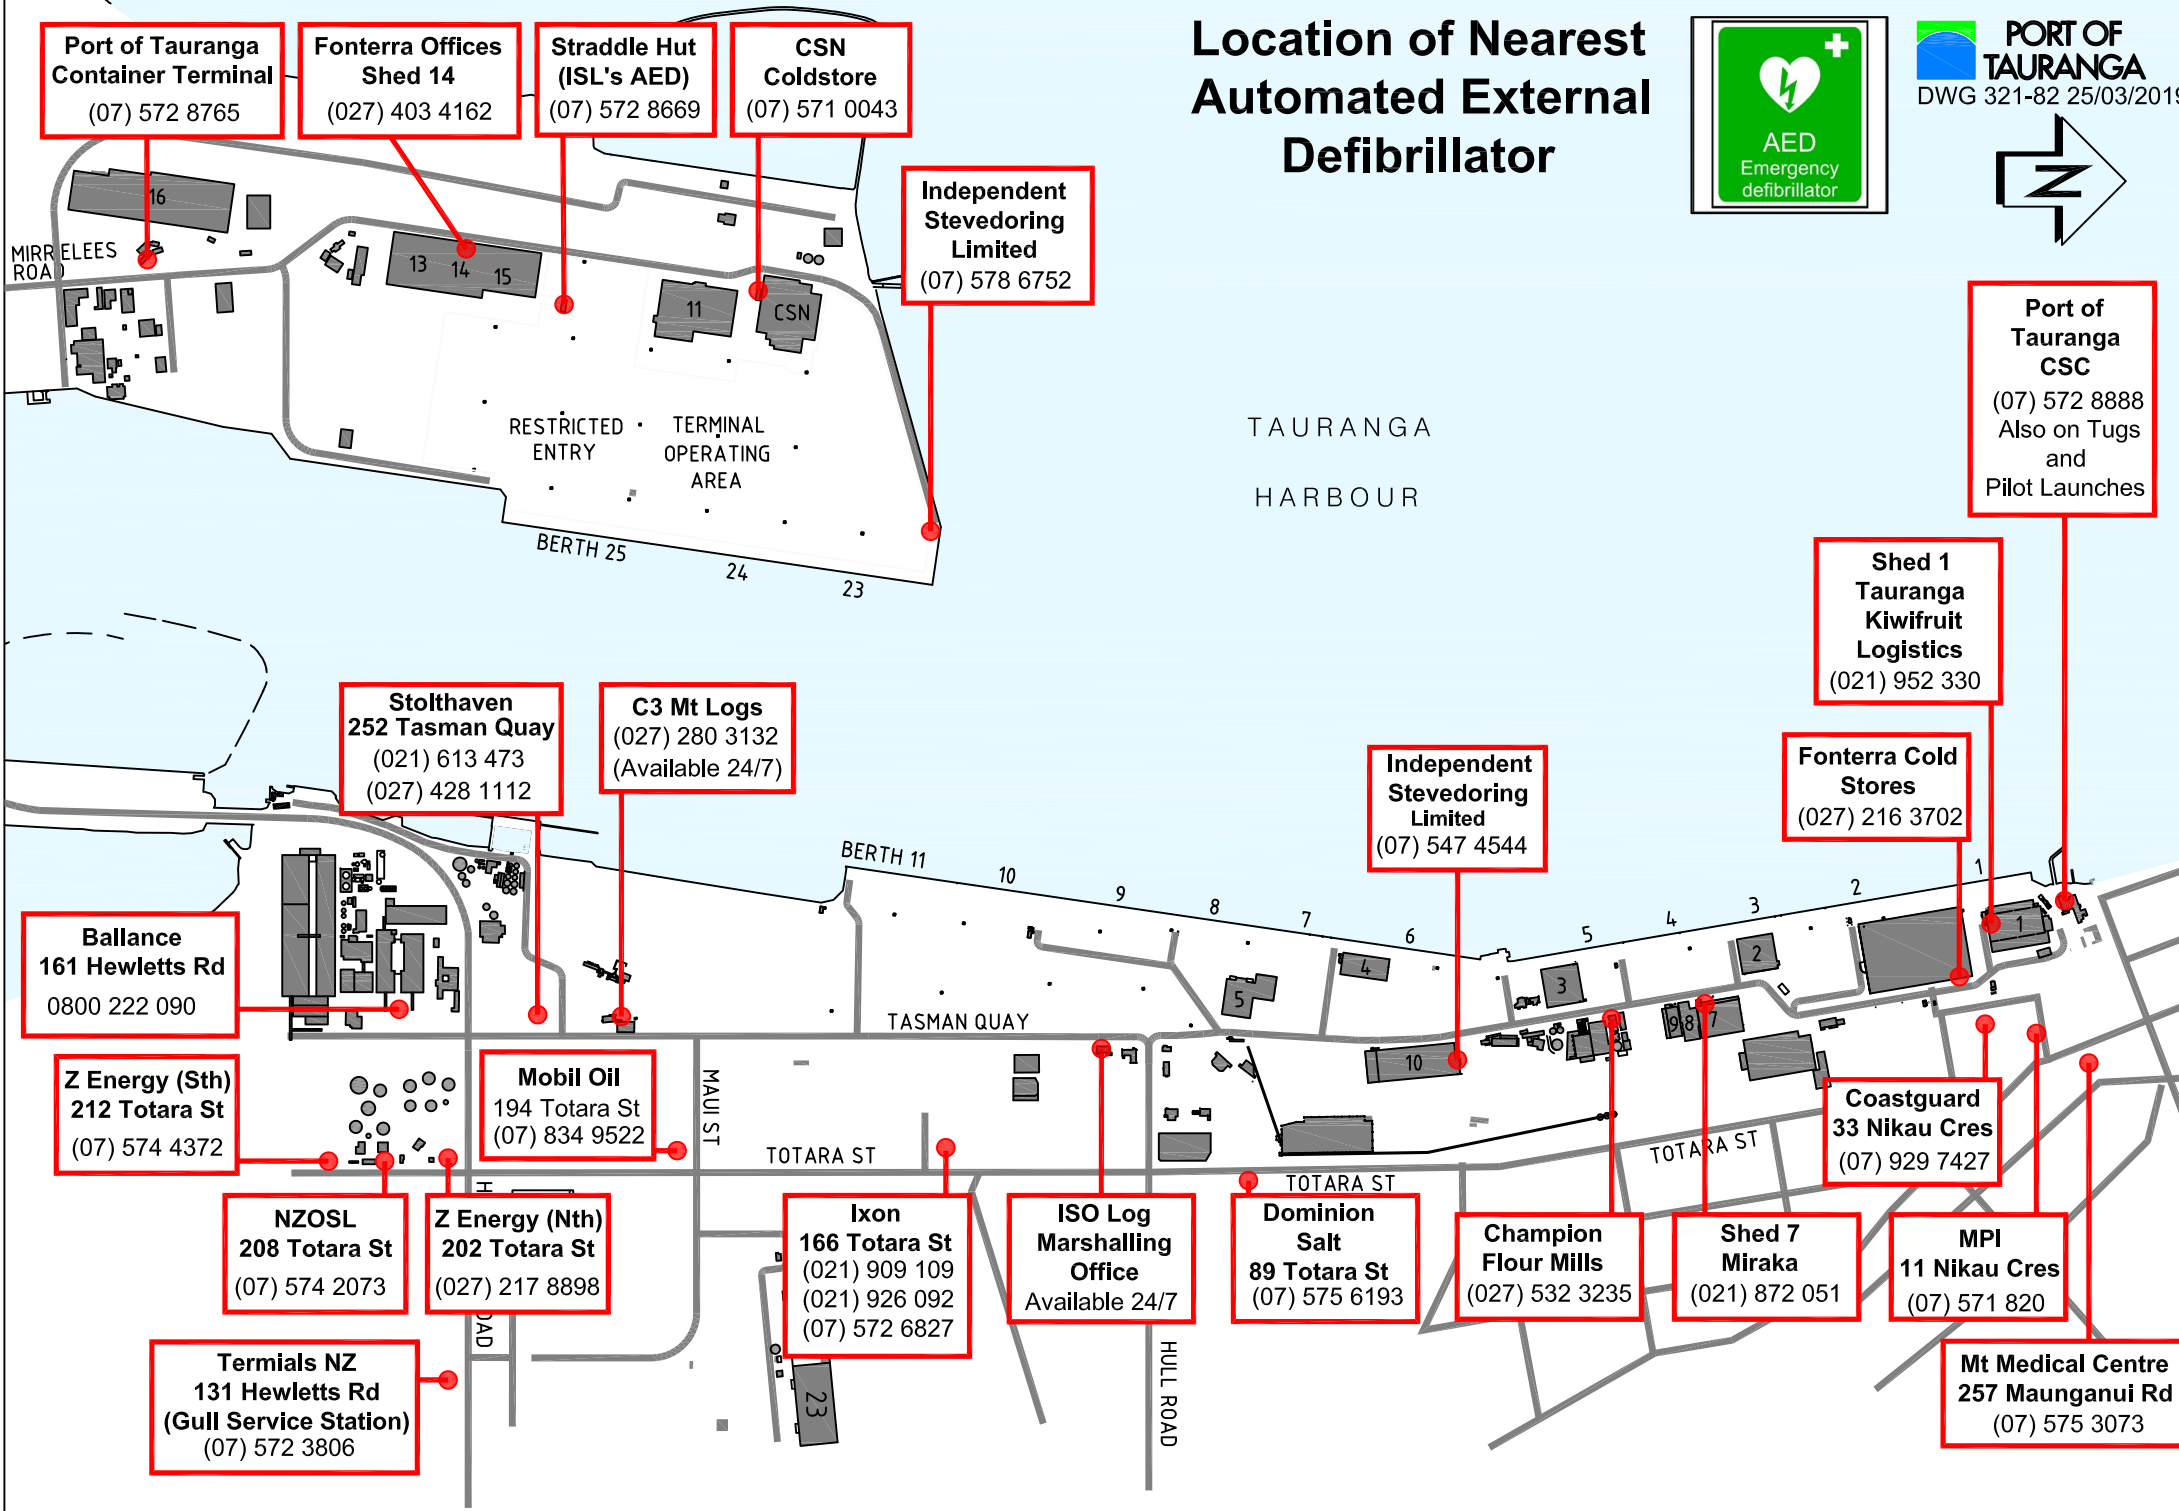 Location of Nearest
Automated External
Defibrillator
AED
Emergency
defibrillator
PORT OF
TAURANGA
DWG 321-82 25/03/2019
N
Port of Tauranga
Container Terminal
(07) 572 8765
Fonterra Offices
Shed 14
(027) 403 4162
Straddle Hut
(ISL's AED)
(07) 572 8669
CSN
Coldstore
(07) 571 0043
Independent
Stevedoring
Limited
(07) 578 6752
16
MIRRELEES
ROAD
13
14
15
11
CSN
RESTRICTED
ENTRY
TERMINAL
OPERATING
AREA
BERTH 25
24
23
TAURANGA
HARBOUR
Port of
Tauranga
CSC
(07) 572 8888
Also on Tugs
and
Pilot Launches
Shed 1
Tauranga
Kiwifruit
Logistics
(021) 952 330
Fonterra Cold
Stores
(027) 216 3702
Stolthaven
252 Tasman Quay
(021) 613 473
(027) 428 1112
C3 Mt Logs
(027) 280 3132
(Available 24/7)
Independent
Stevedoring
Limited
(07) 547 4544
BERTH 11
10
9
8
7
6
5
4
3
2
1
5
4
3
2
1
10
9
8
7
TASMAN QUAY
Ballance
161 Hewletts Rd
0800 222 090
Z Energy (Sth)
212 Totara St
(07) 574 4372
Mobil Oil
194 Totara St
(07) 834 9522
MAUI ST
TOTARA ST
TOTARA ST
TOTARA ST
Coastguard
33 Nikau Cres
(07) 929 7427
NZOSL
208 Totara St
(07) 574 2073
Z Energy (Nth)
202 Totara St
(027) 217 8898
H
OAD
Ixon
166 Totara St
(021) 909 109
(021) 926 092
(07) 572 6827
ISO Log
Marshalling
Office
Available 24/7
Dominion
Salt
89 Totara St
(07) 575 6193
Champion
Flour Mills
(027) 532 3235
Shed 7
Miraka
(021) 872 051
MPI
11 Nikau Cres
(07) 571 820
Termials NZ
131 Hewletts Rd
(Gull Service Station)
(07) 572 3806
23
HULL ROAD
Mt Medical Centre
257 Maunganui Rd
(07) 575 3073